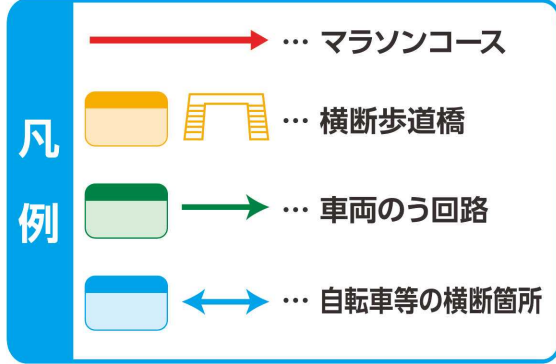 凡例
… マラソンコース
… 横断歩道橋
… 車両のう回路
… 自転車等の横断箇所